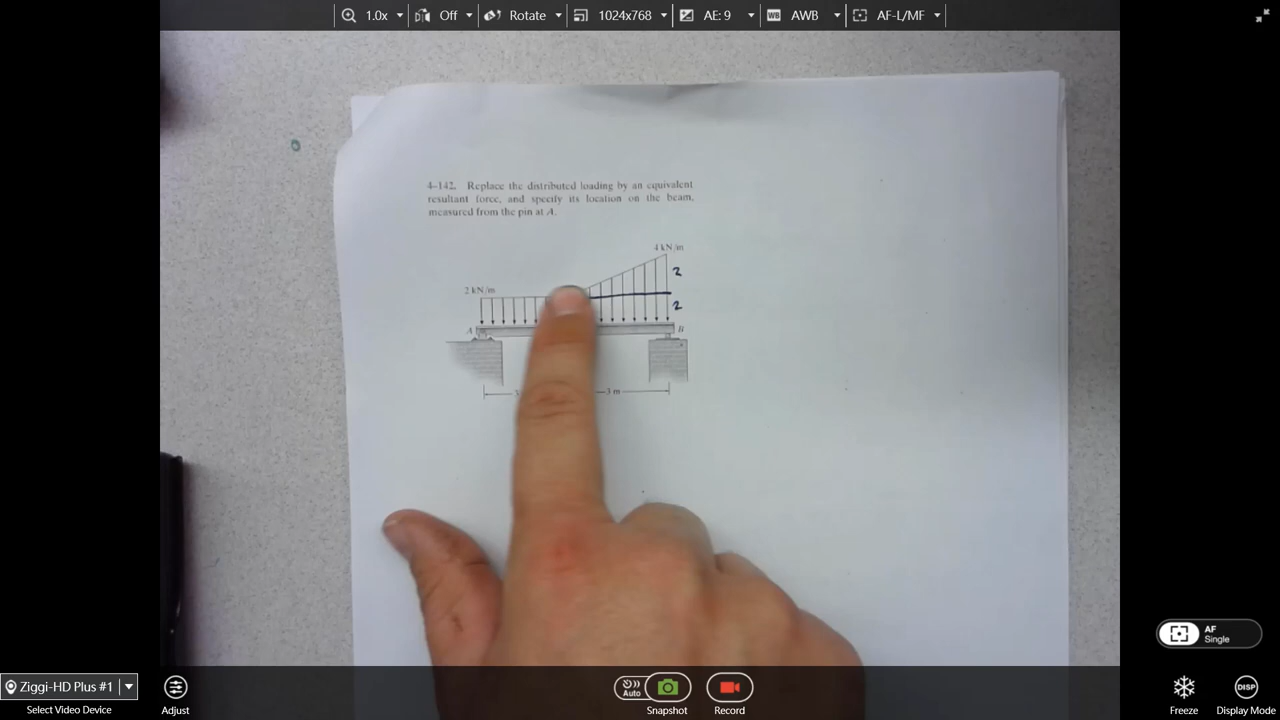 1.0x
Off
Rotate
1024x768
AE: 9
WB
AWB
AF-L/MF
4–142. Replace the distributed loading by an equivalent
resultant force, and specify its location on the beam,
measured from the pin at A.
4 kN/m
2
2 kN/m
2
A
B
3 m
AF
Single
Ziggi-HD Plus #1
Select Video Device
Adjust
Auto
Snapshot
Record
Freeze
DISP
Display Mode